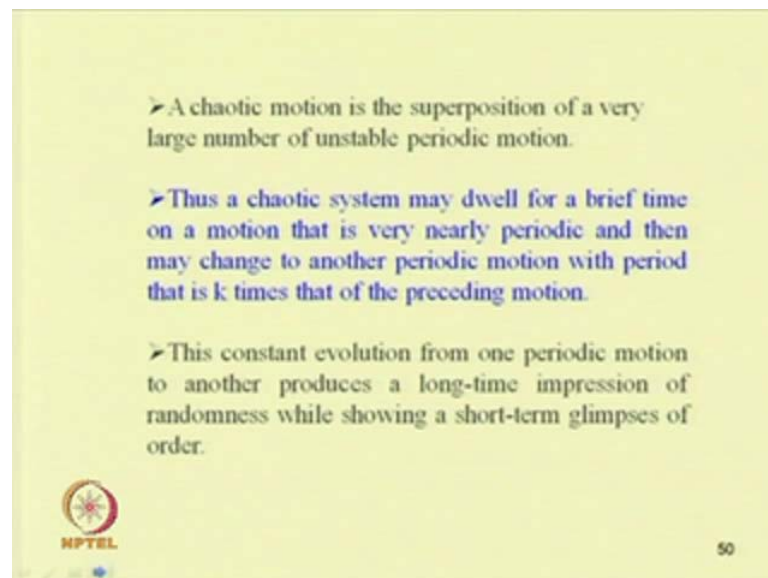 ➢A chaotic motion is the superposition of a very
large number of unstable periodic motion.
➢Thus a chaotic system may dwell for a brief time
on a motion that is very nearly periodic and then
may change to another periodic motion with period
that is k times that of the preceding motion.
➢This constant evolution from one periodic motion
to another produces a long-time impression of
randomness while showing a short-term glimpses of
order.
NPTEL
50